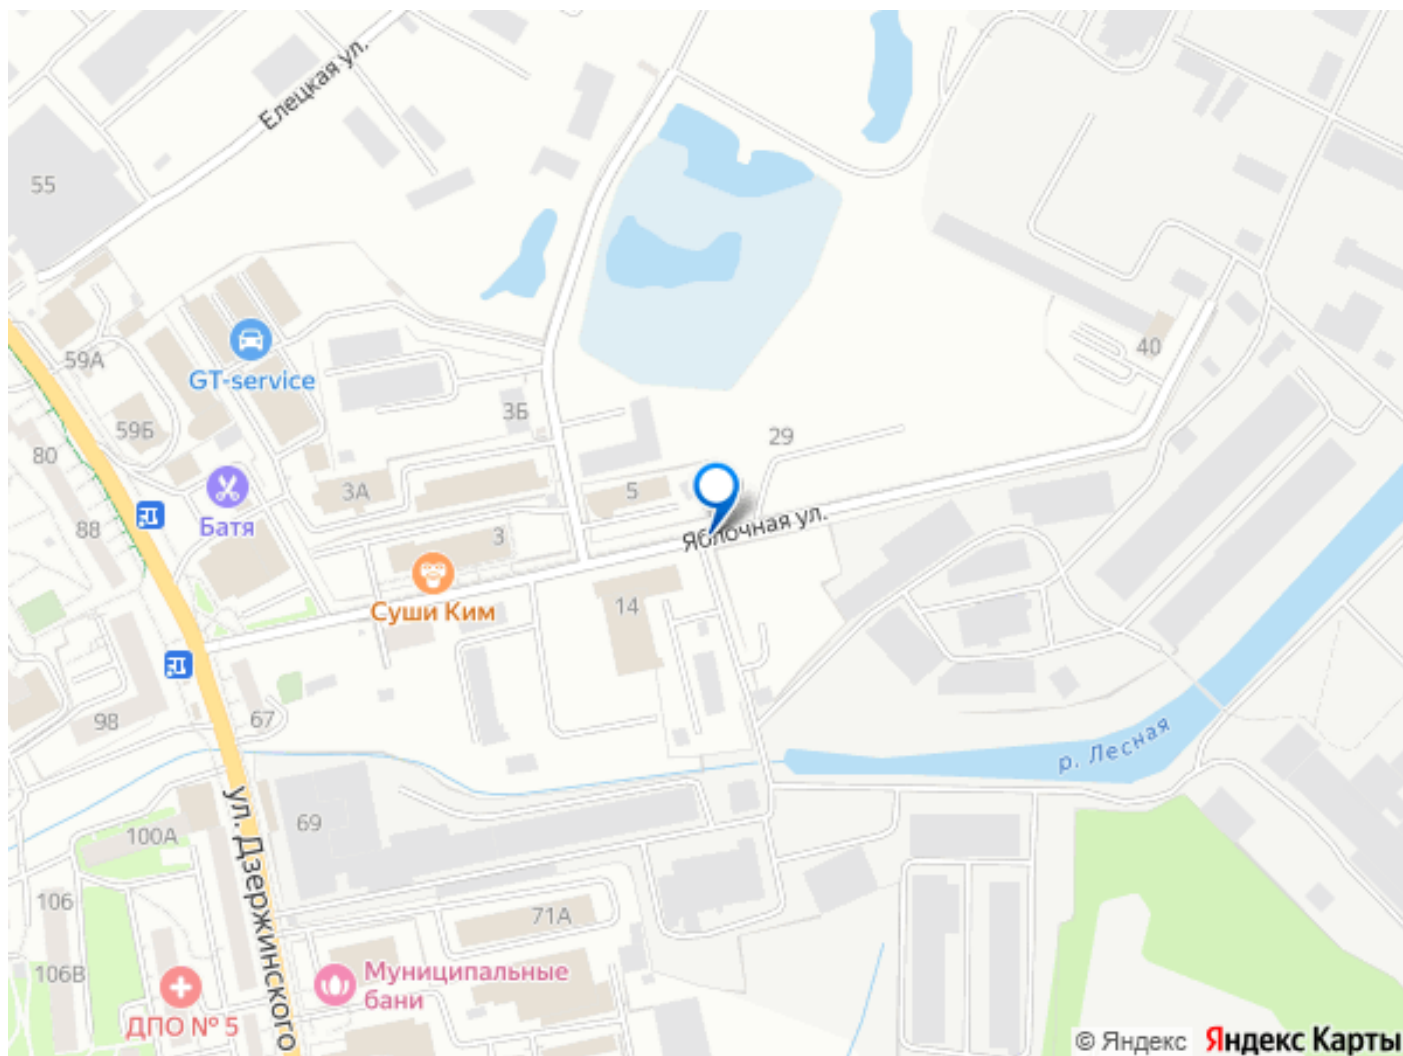 Елецкая ул.
55
59А
GT-service
3Б
40
29
59Б
80
3А
5
Батя
88
3
Яблочная ул.
Суши Ким
14
98
67
р. Лесная
ул. Дзержинского
69
100А
106
71А
106В
Муниципальные
бани
ДПО № 5
© Яндекс Яндекс Карты